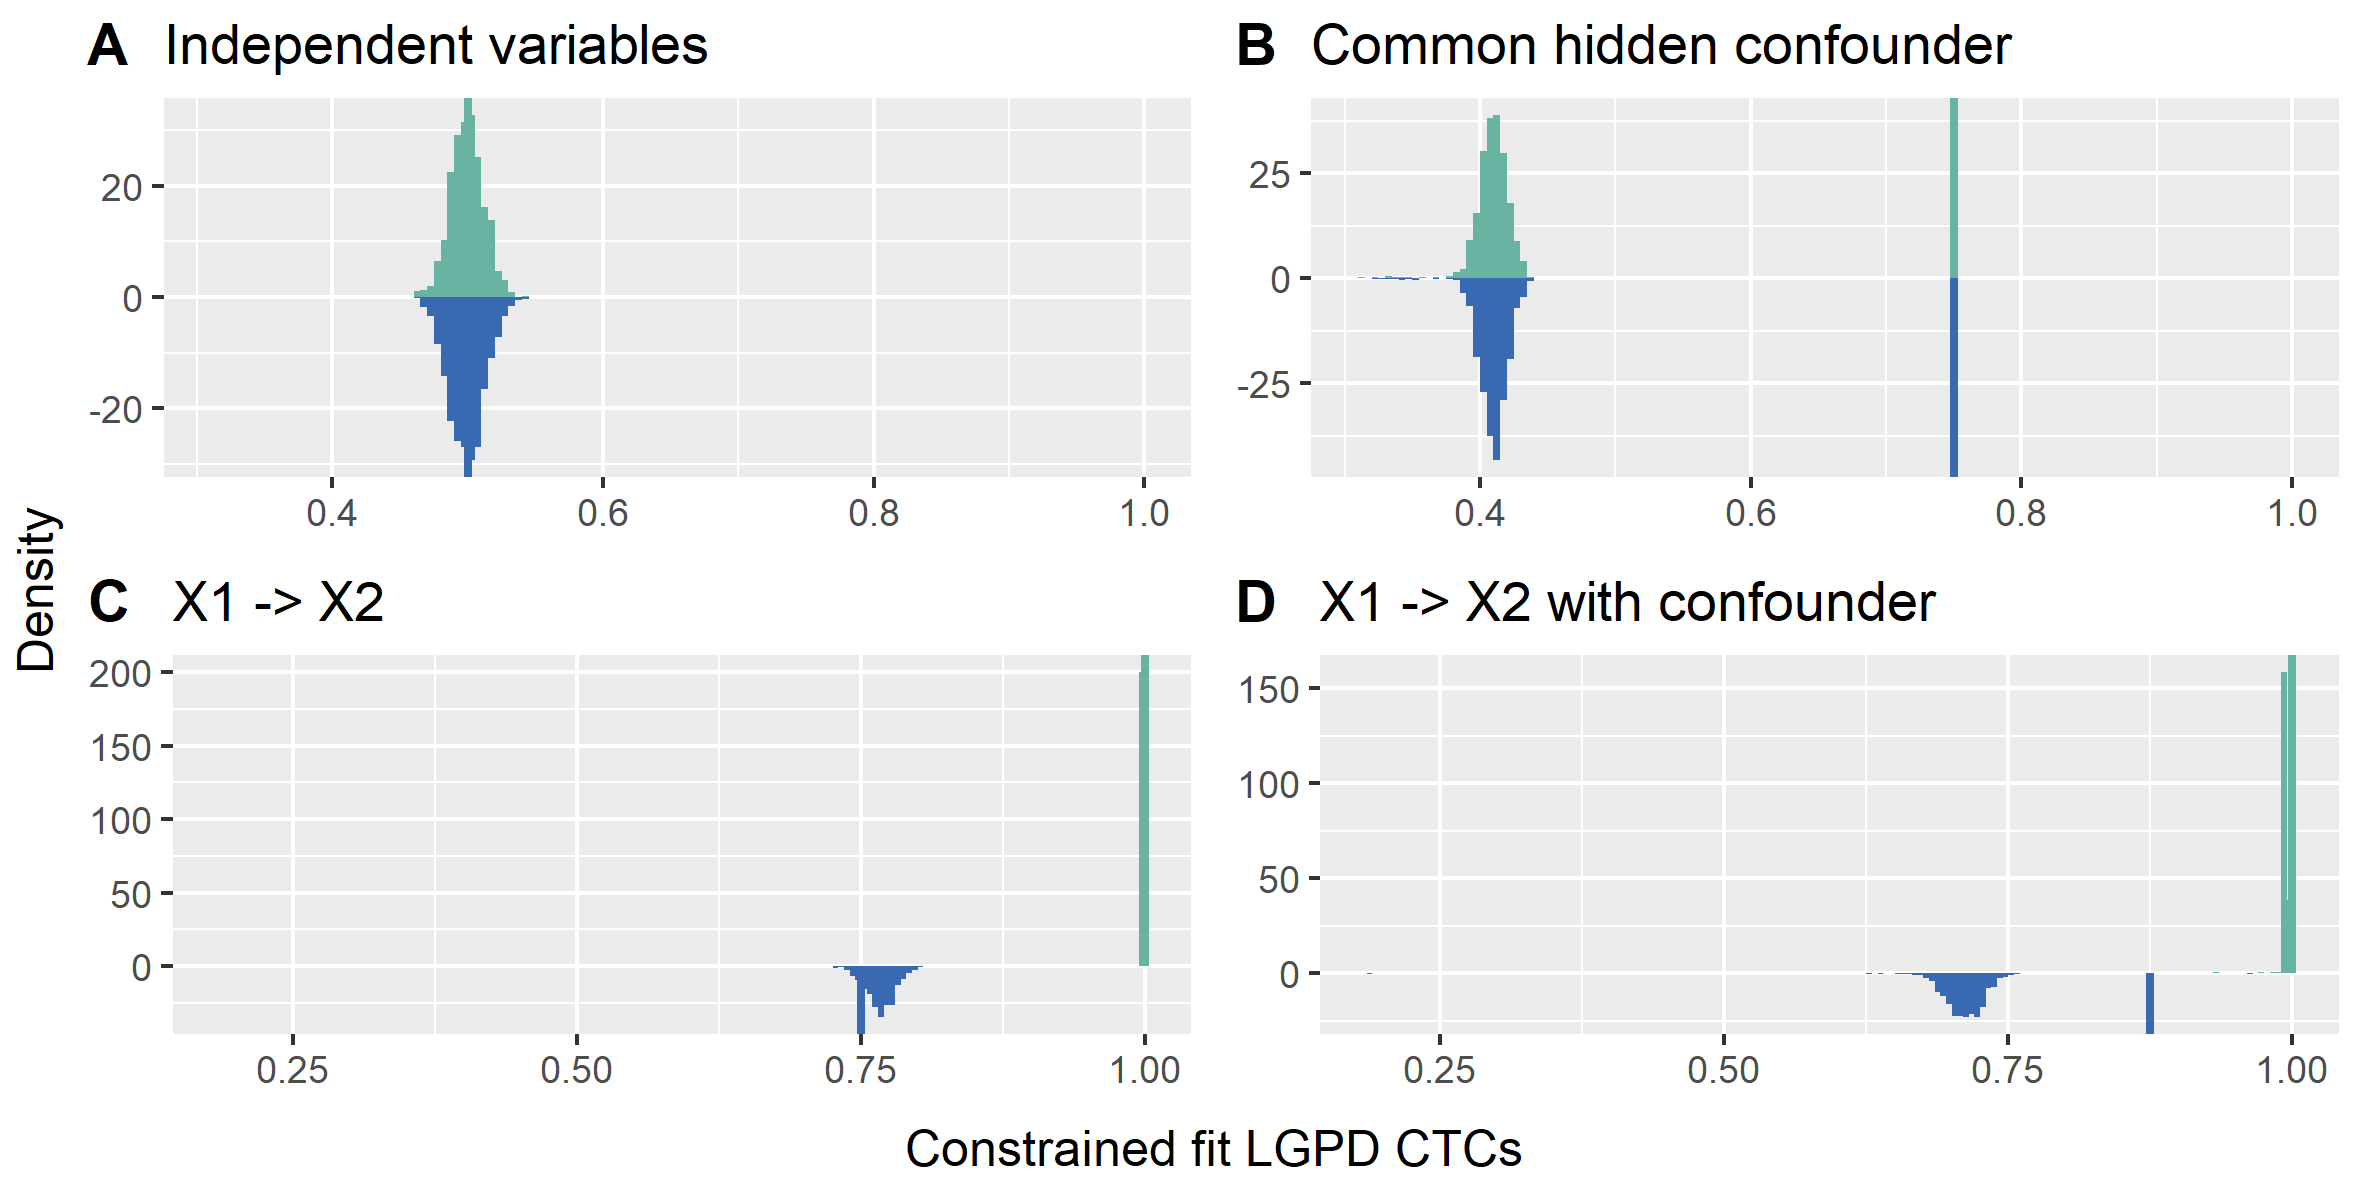 A Independent variables
B Common hidden confounder
20
0
-20
0.4 0.6 0.8 1.0
25
0
-25
0.4 0.6 0.8 1.0
Density
C X1 -> X2
D X1 -> X2 with confounder
200
150
100
50
0
0.25 0.50 0.75 1.00
150
100
50
0
0.25 0.50 0.75 1.00
Constrained fit LGPD CTCs